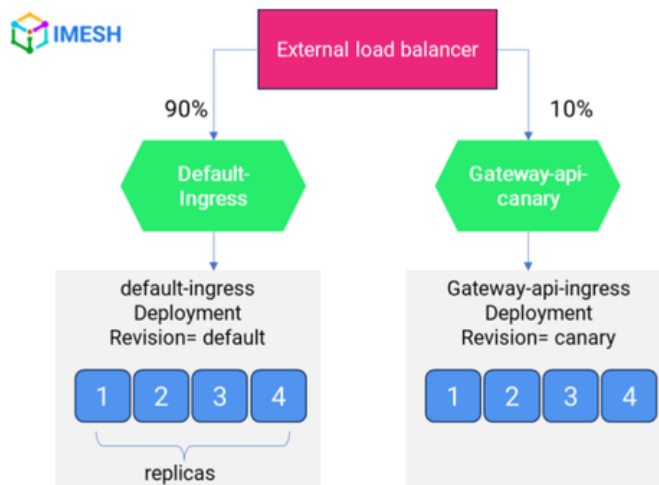 IMESH
External load balancer
90%
10%
Default-
Ingress
Gateway-api-
canary
default-ingress
Deployment
Revision= default
1 2 3 4
replicas
Gateway-api-ingress
Deployment
Revision= canary
1 2 3 4